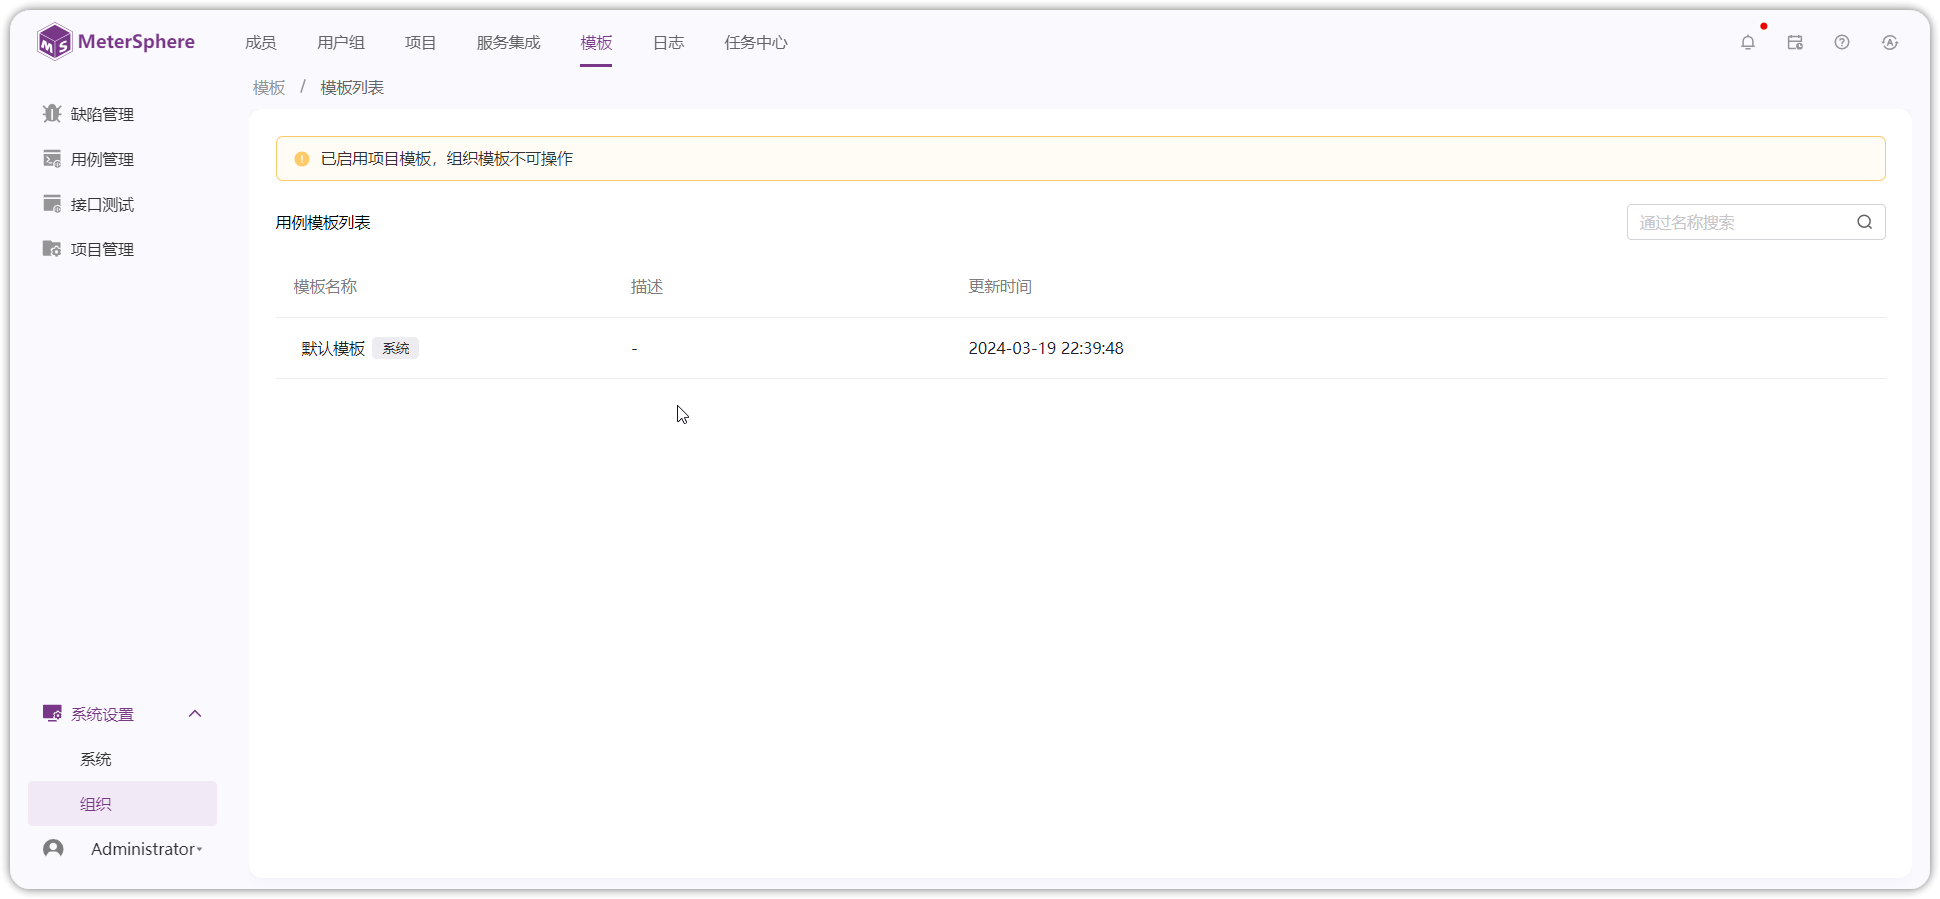 MeterSphere
成员 用户组 项目 服务集成 模板 日志 任务中心
模板 / 模板列表
缺陷管理
用例管理
接口测试
项目管理
已启用项目模板，组织模板不可操作
用例模板列表
通过名称搜索
模板名称 描述 更新时间
默认模板 系统 - 2024-03-19 22:39:48
系统设置
系统
组织
Administrator